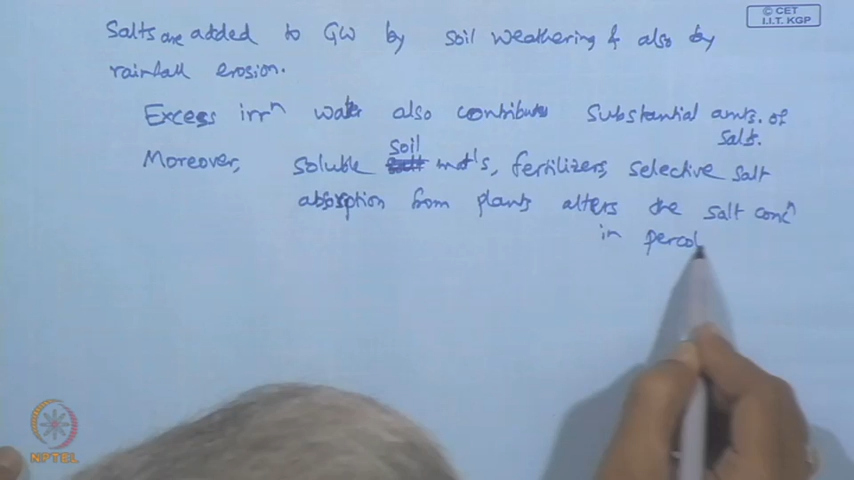 © CET
I.I.T. KGP
Salts are added to GW by soil weathering & also by
rainfall erosion.
Excess irrⁿ water also contributes substantial amts. of
salts.
Moreover, soluble soil mat'ls, fertilizers, selective salt
absorption from plants alters the salt concⁿ
in percol
NPTEL